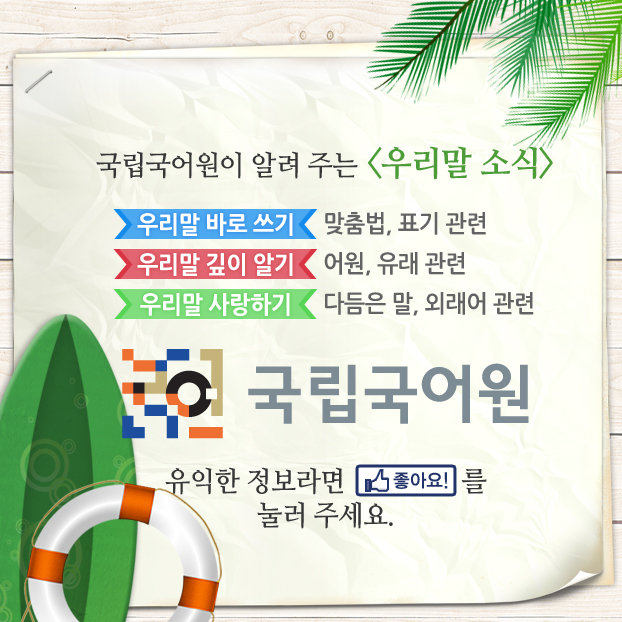 국립국어원이 알려 주는 <우리말 소식>
우리말 바로 쓰기 맞춤법, 표기 관련
우리말 깊이 알기 어원, 유래 관련
우리말 사랑하기 다듬은 말, 외래어 관련
국립국어원
유익한 정보라면 좋아요! 를
눌러 주세요.